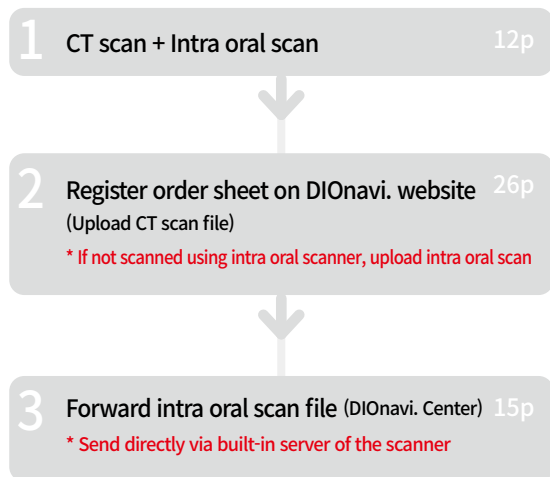 1 CT scan + Intra oral scan 12p
2 Register order sheet on DIOnavi. website 26p
(Upload CT scan file)
* If not scanned using intra oral scanner, upload intra oral scan
3 Forward intra oral scan file (DIOnavi. Center) 15p
* Send directly via built-in server of the scanner